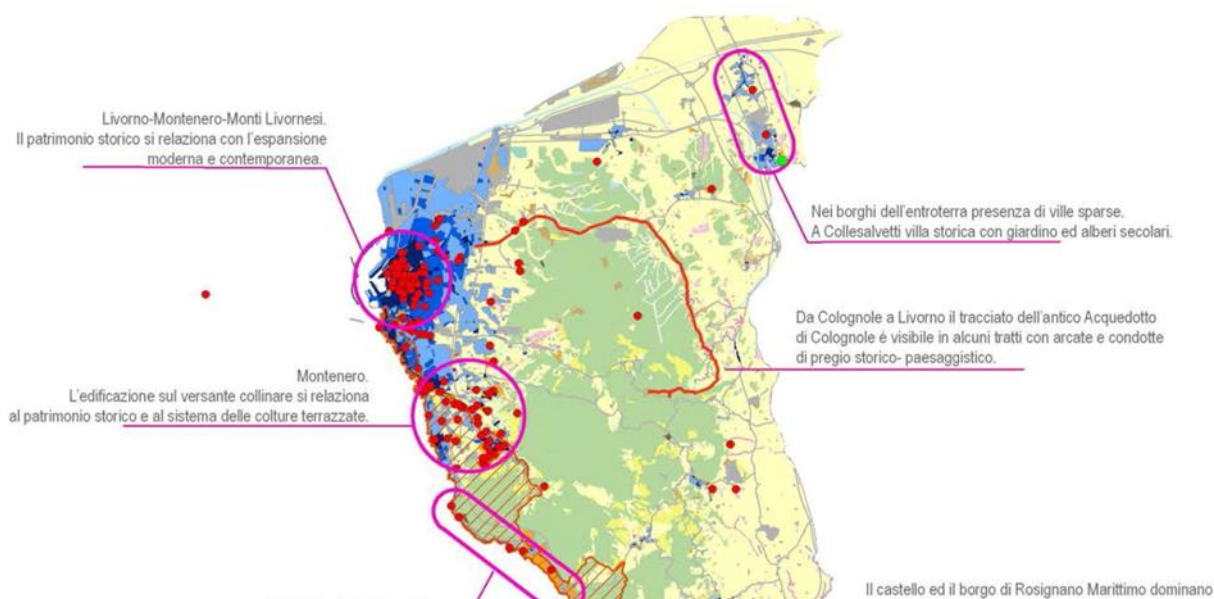 Livorno-Montenero-Monti Livornesi.
Il patrimonio storico si relaziona con l'espansione
moderna e contemporanea.
Nei borghi dell'entroterra presenza di ville sparse.
A Collesalvetti villa storica con giardino ed alberi secolari.
Da Colognole a Livorno il tracciato dell'antico Acquedotto
di Colognole é visibile in alcuni tratti con arcate e condotte
di pregio storico- paesaggistico.
Montenero.
L'edificazione sul versante collinare si relaziona
al patrimonio storico e al sistema delle colture terrazzate.
Il castello ed il borgo di Rosignano Marittimo dominano